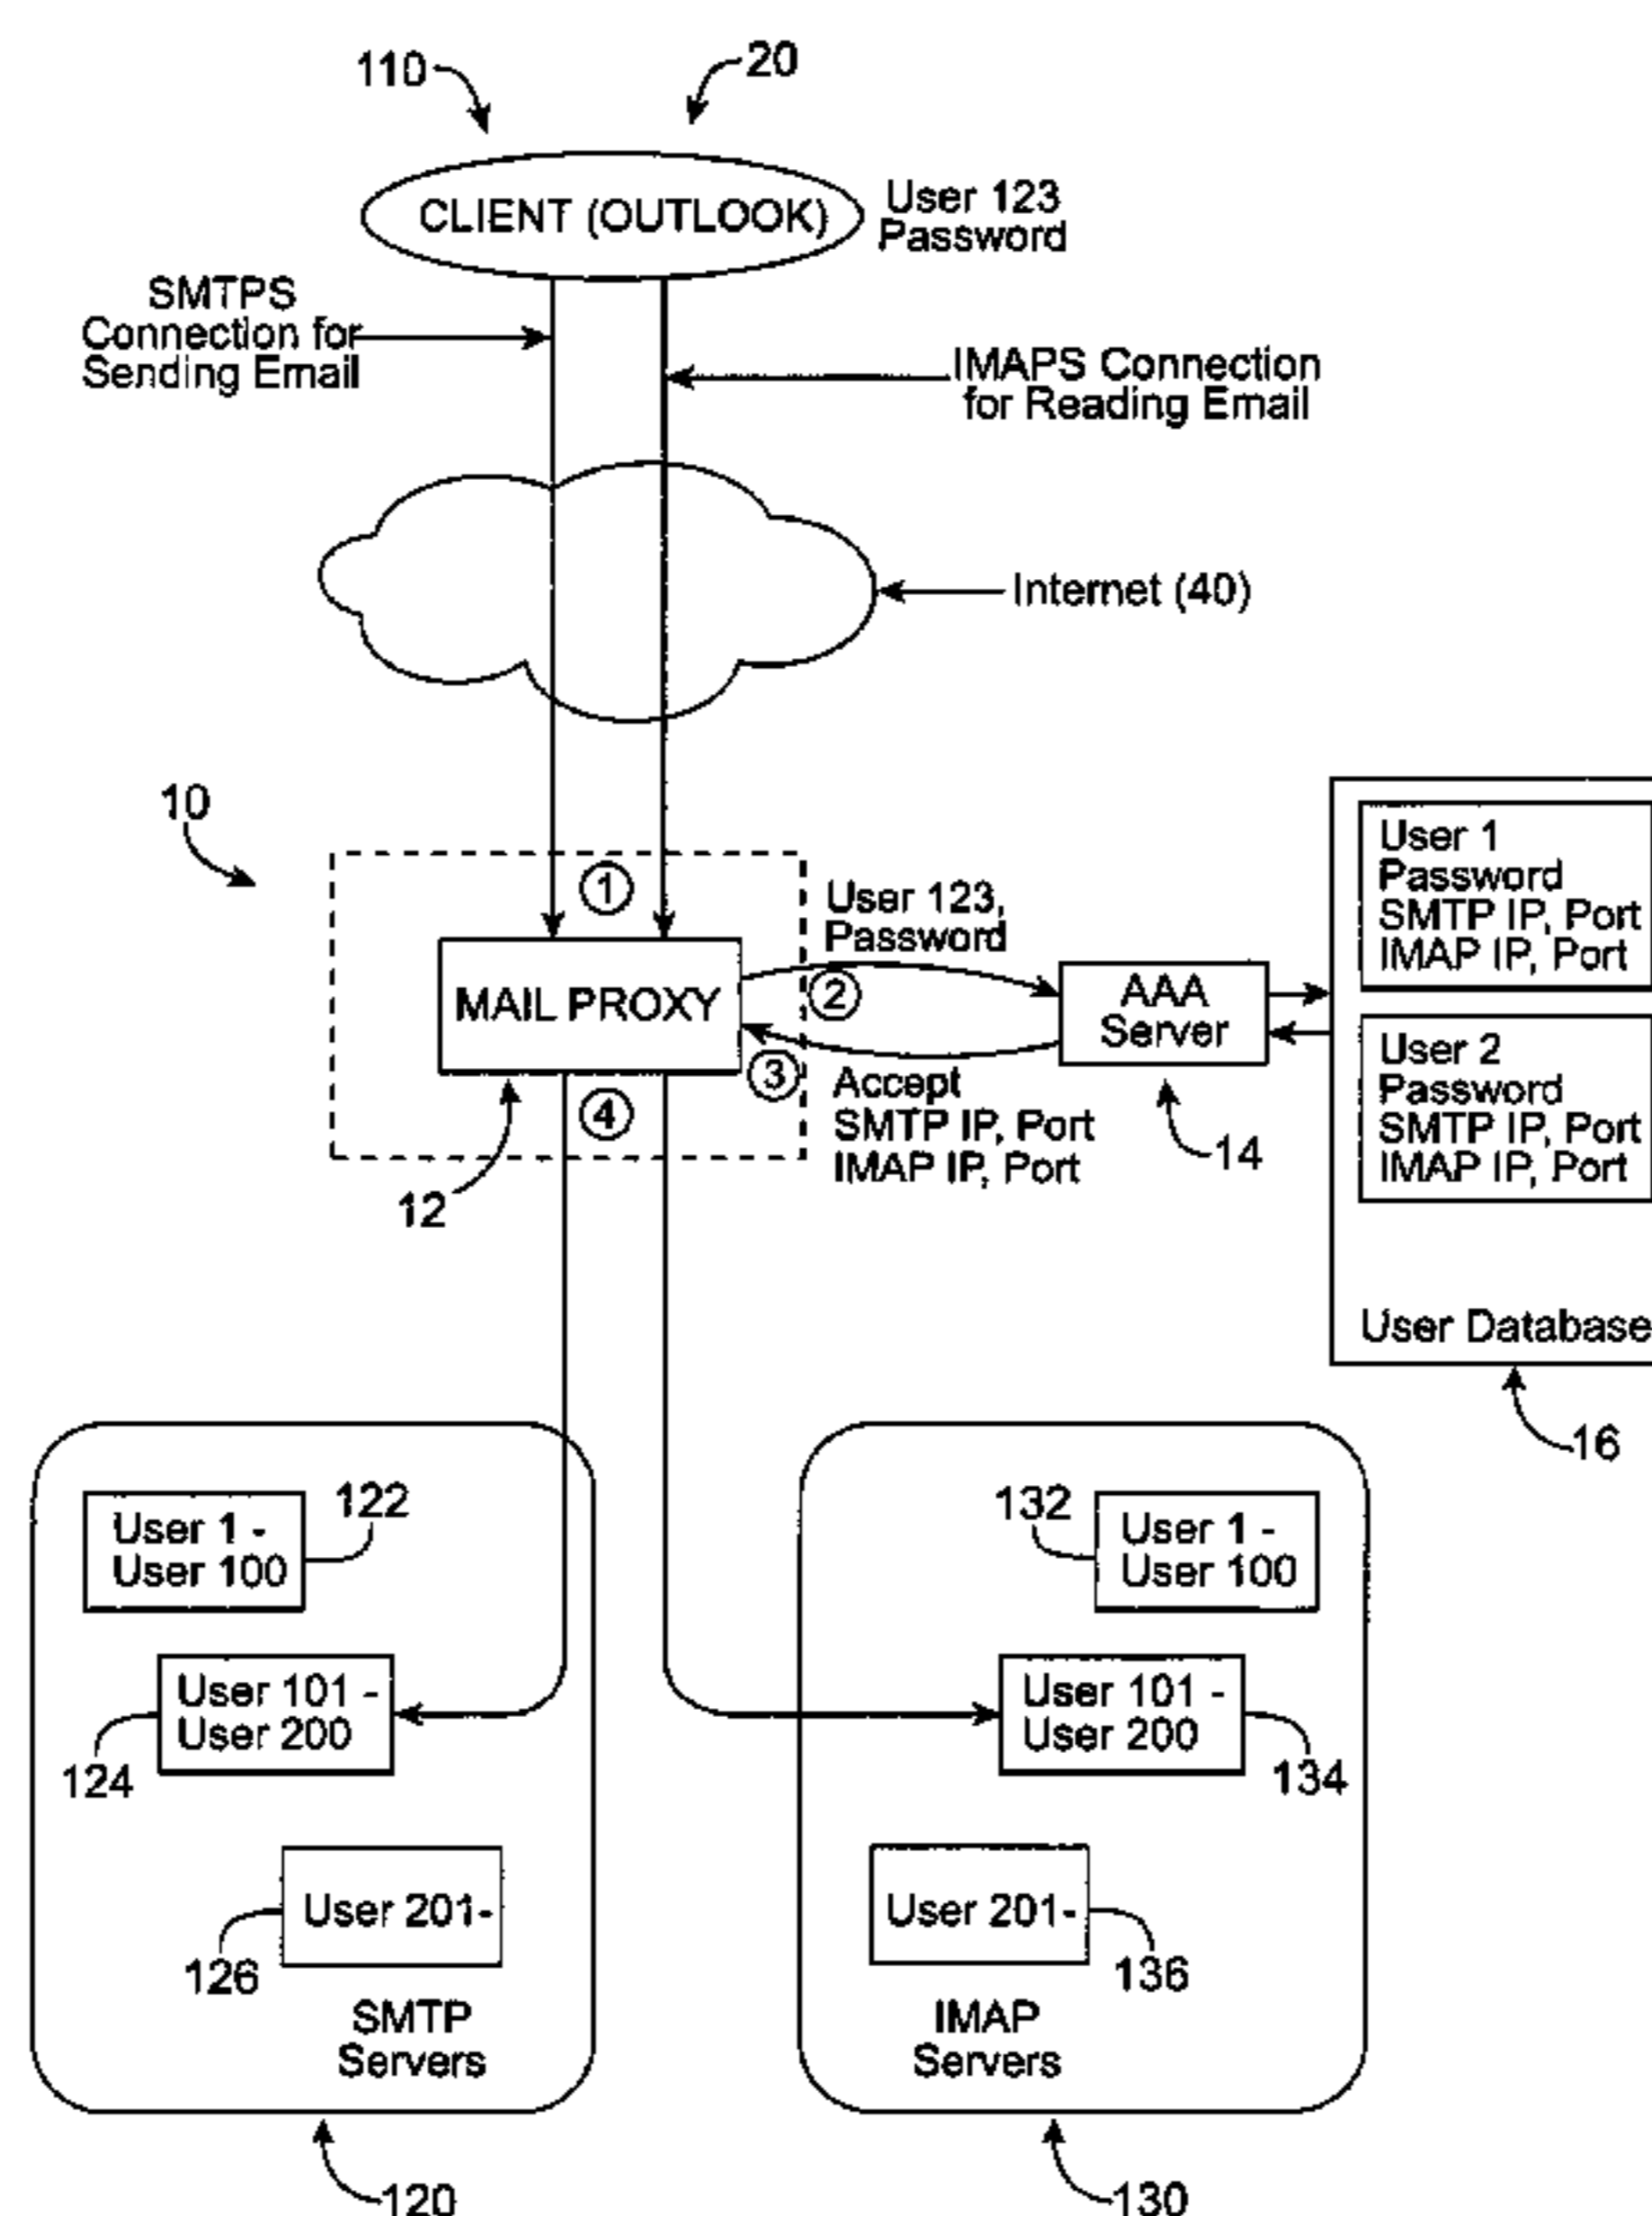 110
20
CLIENT (OUTLOOK)
User 123
Password
SMTPS
Connection for
Sending Email
IMAPS Connection
for Reading Email
Internet (40)
10
1
User 123,
Password
MAIL PROXY
2
AAA
Server
3
Accept
SMTP IP, Port
IMAP IP, Port
4
12
14
User 1
Password
SMTP IP, Port
IMAP IP, Port
User 2
Password
SMTP IP, Port
IMAP IP, Port
User Database
16
User 1 -
User 100
122
User 101 -
User 200
124
User 201-
126
SMTP
Servers
120
132
User 1 -
User 100
User 101 -
User 200
134
User 201-
136
IMAP
Servers
130